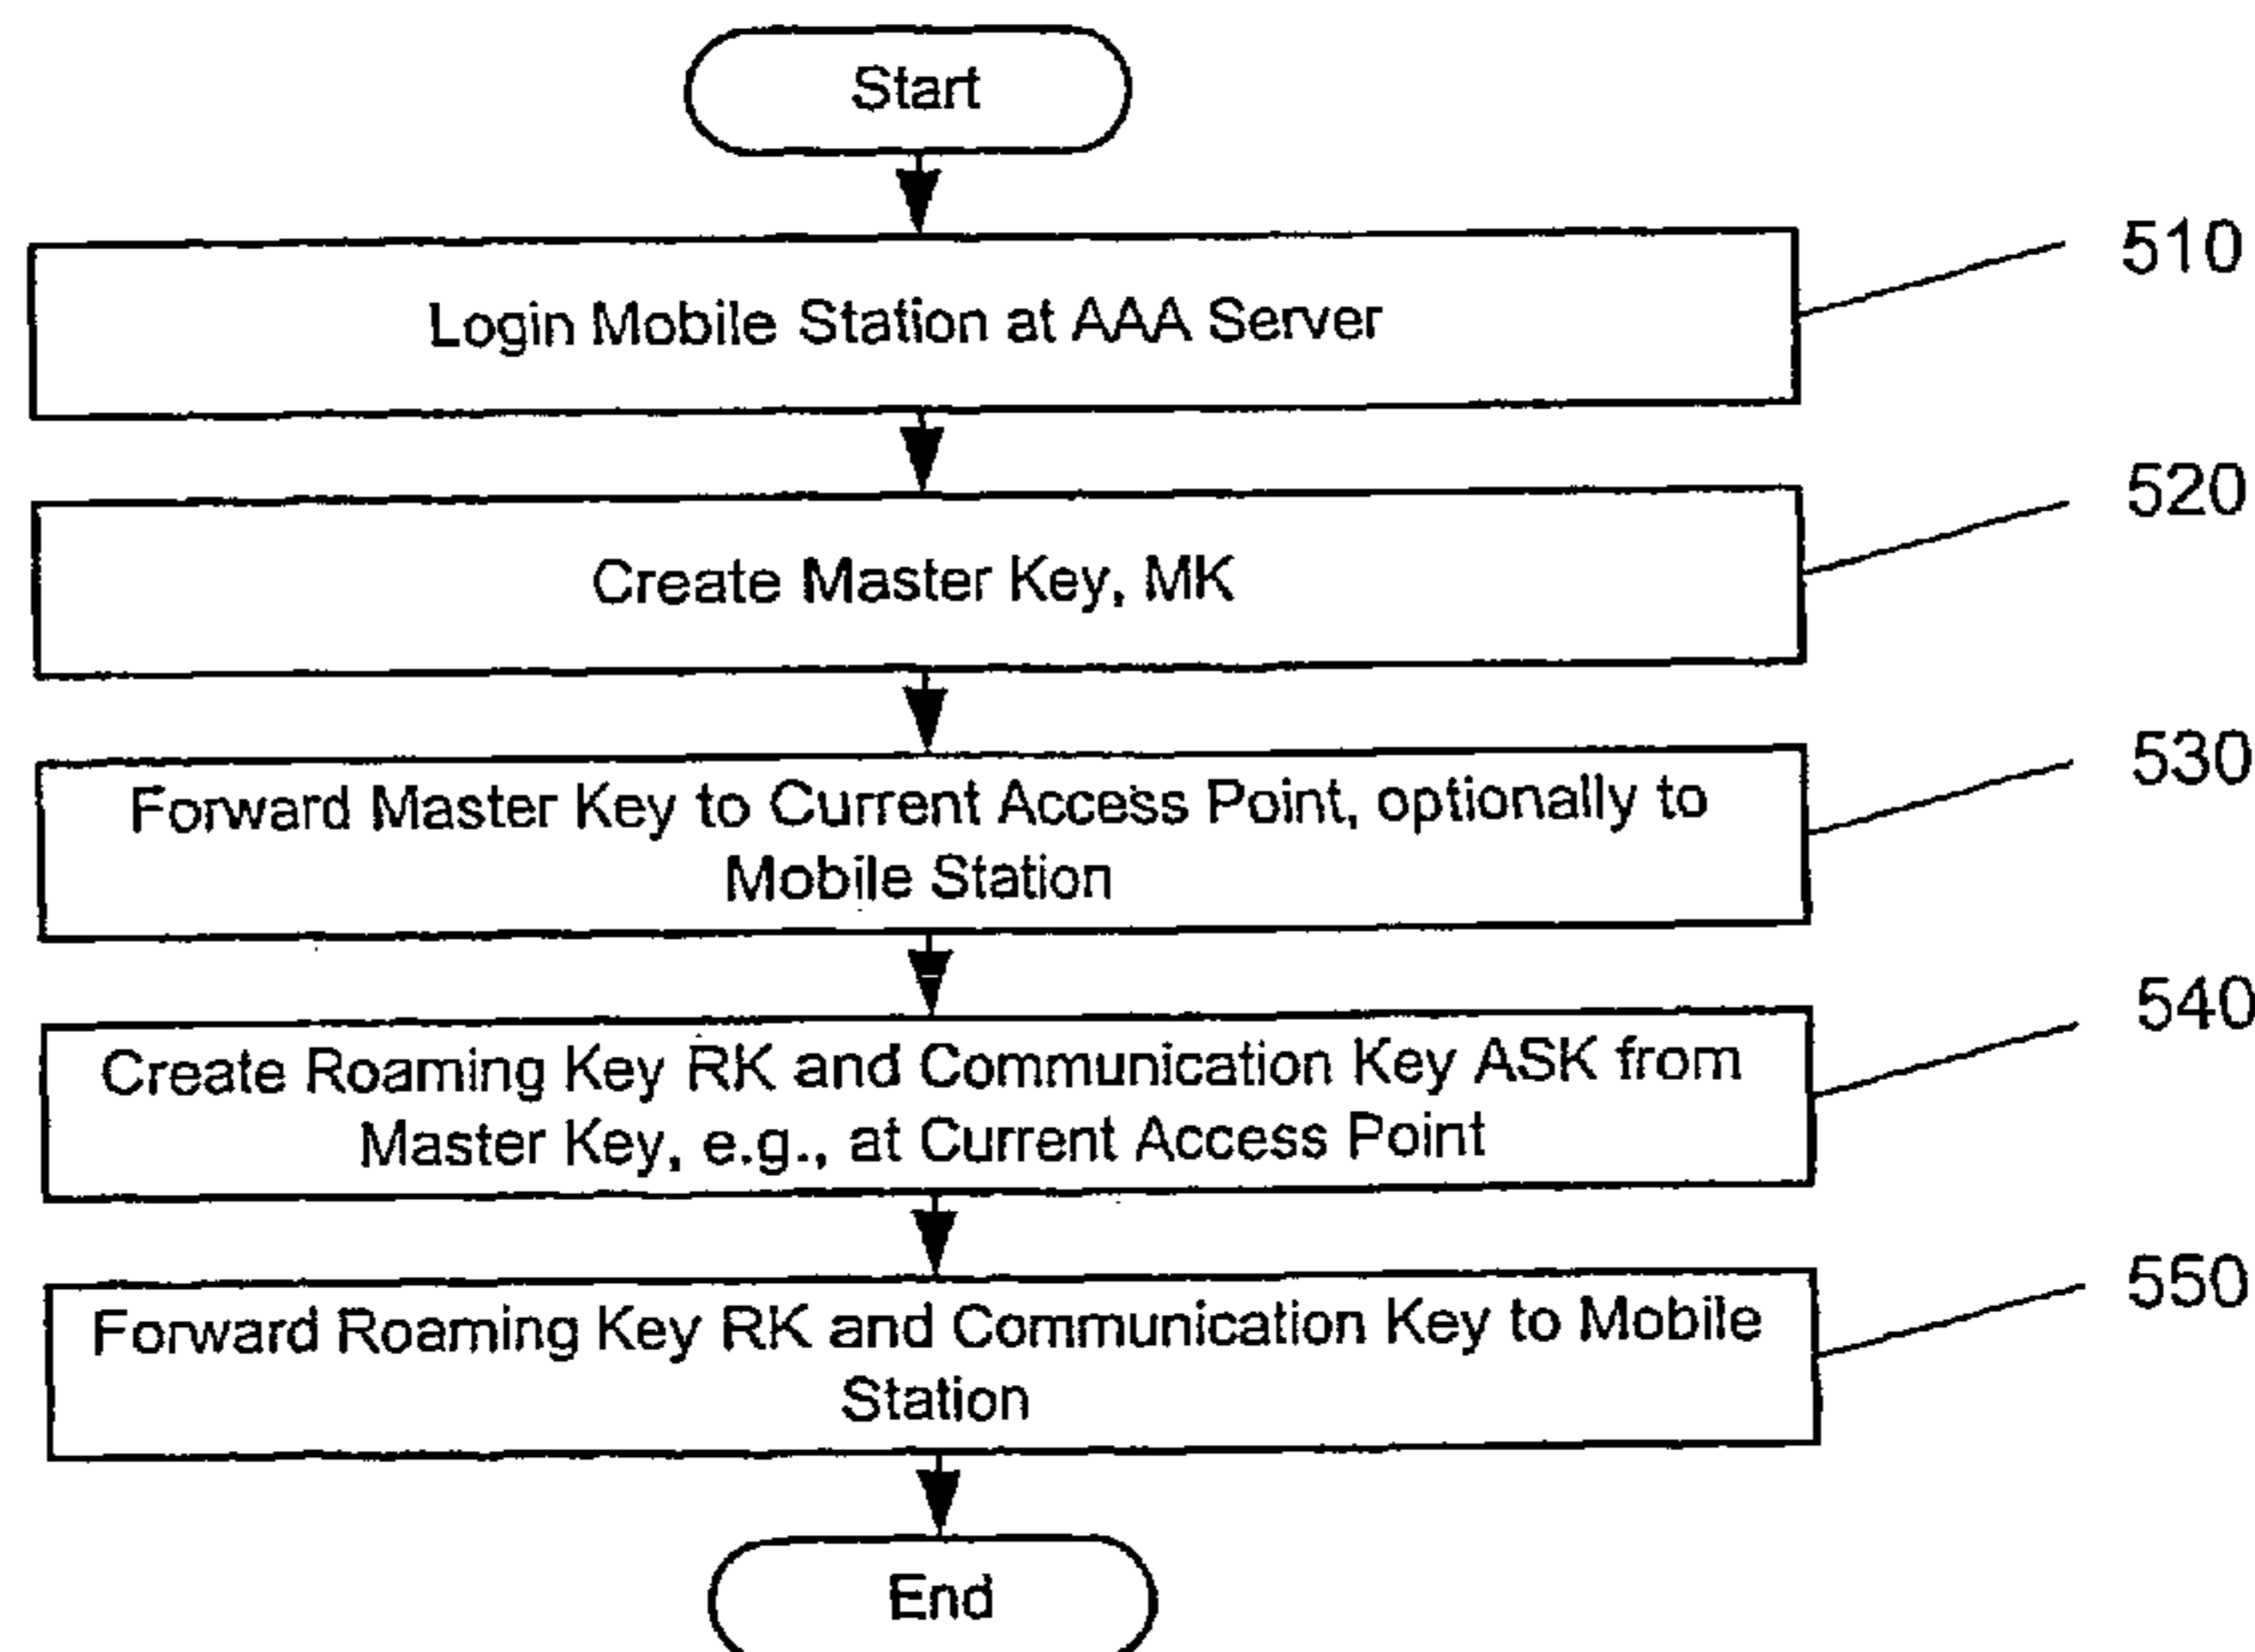 Start
510
Login Mobile Station at AAA Server
520
Create Master Key, MK
530
Forward Master Key to Current Access Point, optionally to
Mobile Station
540
Create Roaming Key RK and Communication Key ASK from
Master Key, e.g., at Current Access Point
550
Forward Roaming Key RK and Communication Key to Mobile
Station
End